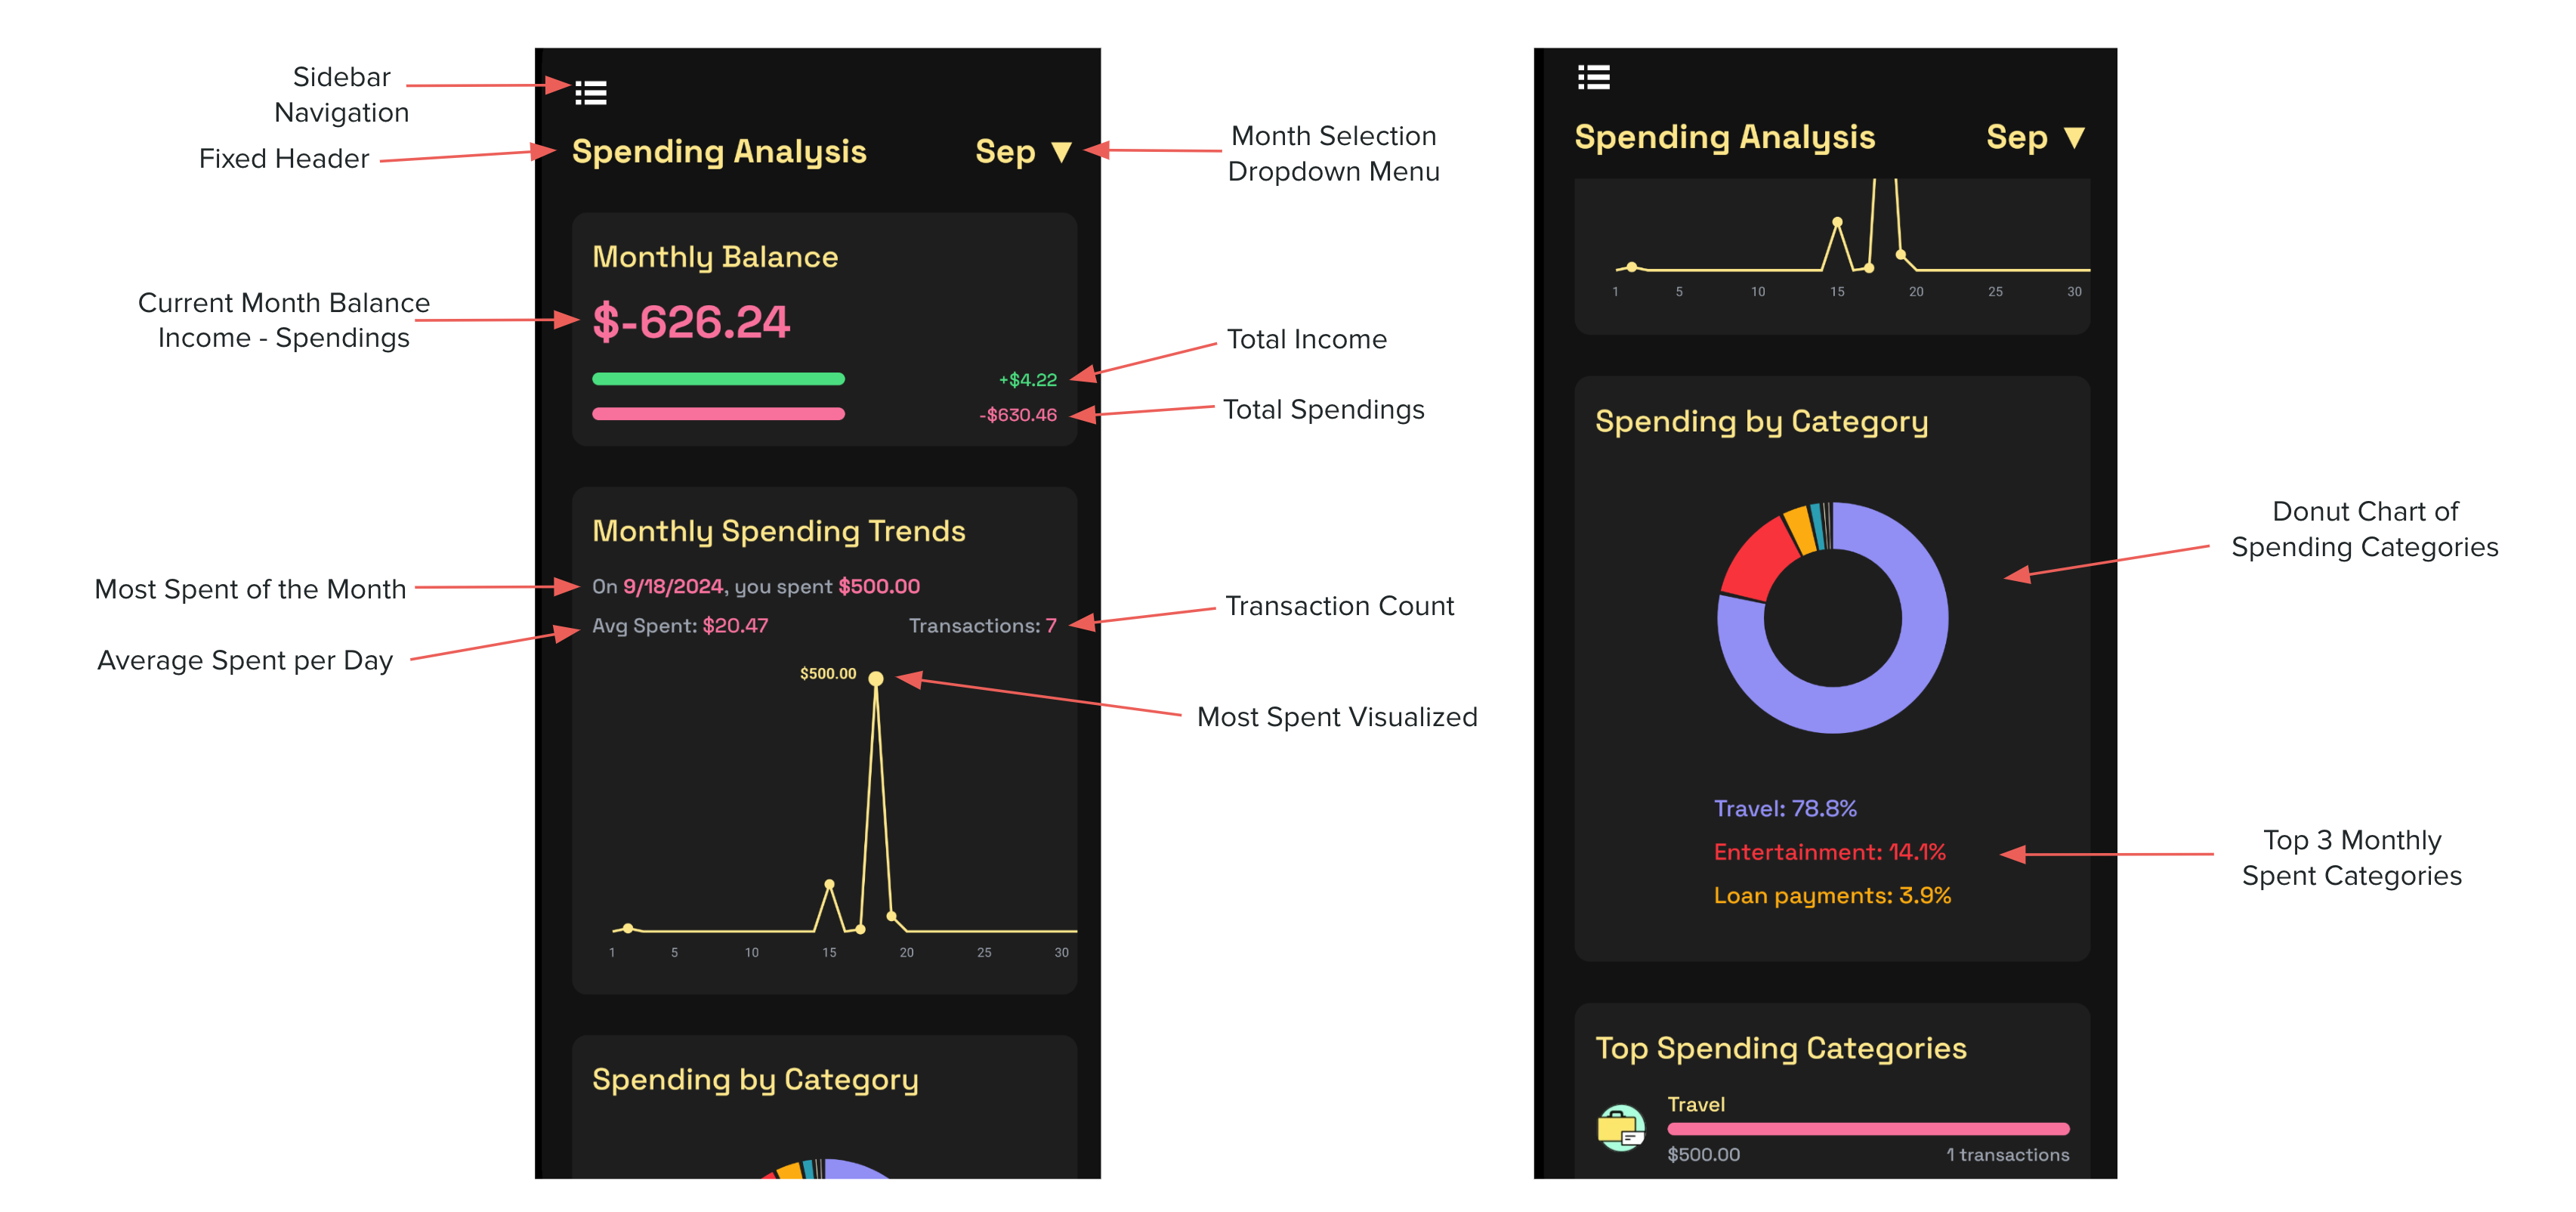 Sidebar
Navigation
Fixed Header
Current Month Balance
Income - Spendings
Most Spent of the Month
Average Spent per Day
Spending Analysis
Sep ▼
Monthly Balance
$-626.24
+$4.22
-$630.46
Monthly Spending Trends
On 9/18/2024, you spent $500.00
Avg Spent: $20.47
Transactions: 7
$500.00
1 5 10 15 20 25 30
Spending by Category
Month Selection
Dropdown Menu
Total Income
Total Spendings
Transaction Count
Most Spent Visualized
Spending Analysis
Sep ▼
1 5 10 15 20 25 30
Spending by Category
Travel: 78.8%
Entertainment: 14.1%
Loan payments: 3.9%
Top Spending Categories
Travel
$500.00
1 transactions
Donut Chart of
Spending Categories
Top 3 Monthly
Spent Categories